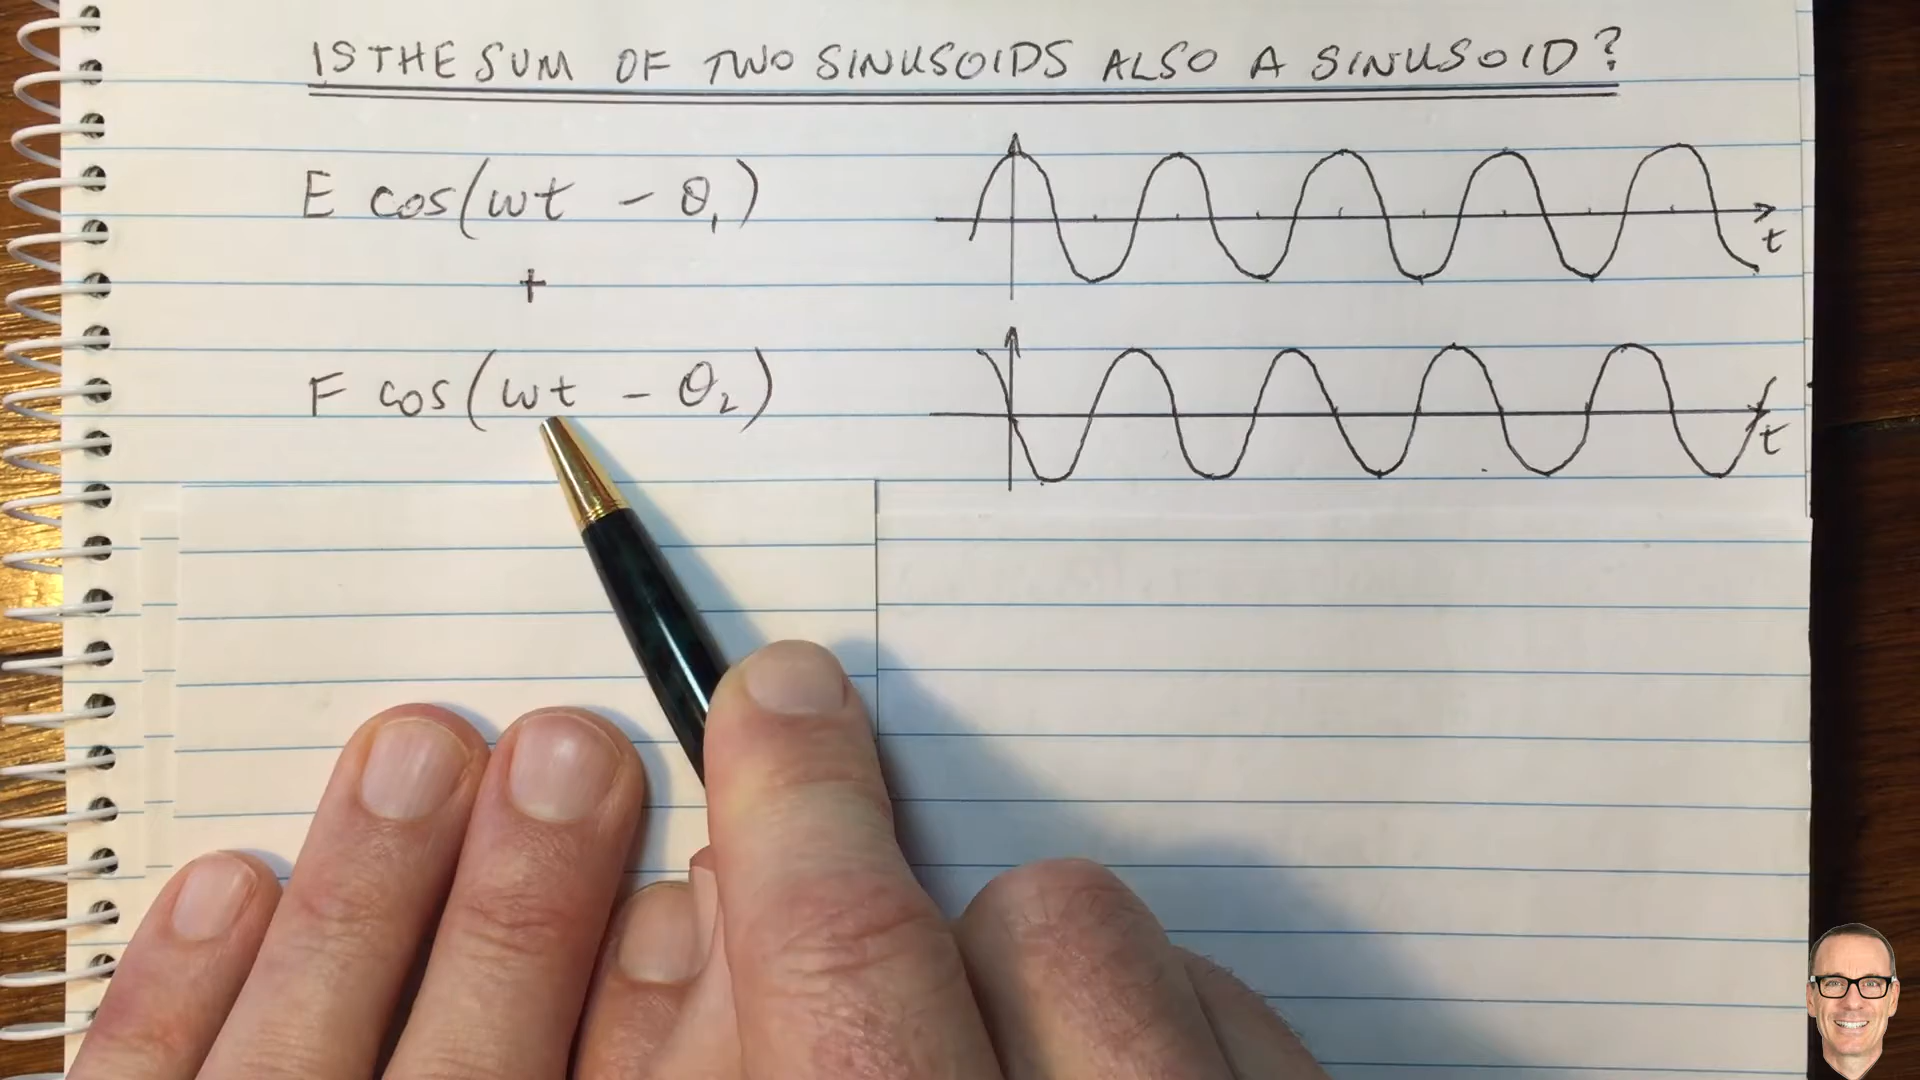 IS THE SUM OF TWO SINUSOIDS ALSO A SINUSOID?
E cos(ωt - θ₁)
t
+
F cos(ωt - θ₂)
t